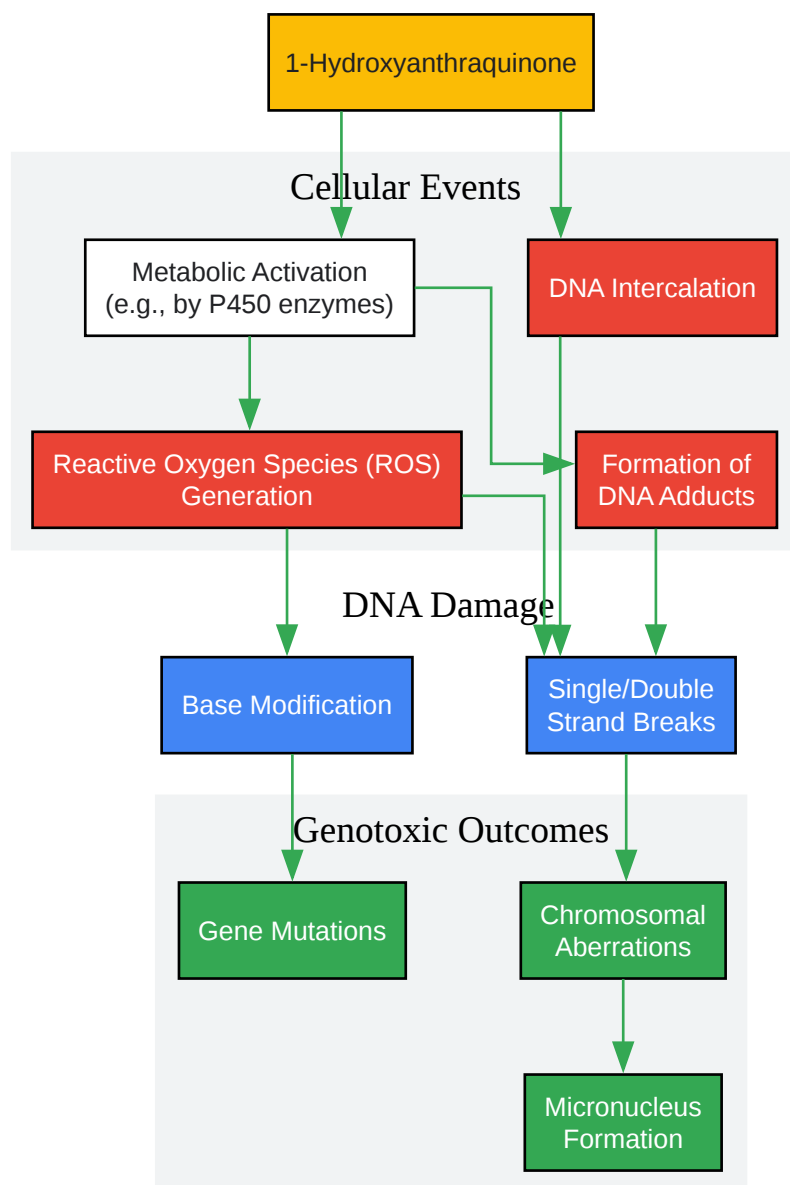 1-Hydroxyanthraquinone
Cellular Events
Metabolic Activation
(e.g., by P450 enzymes)
DNA Intercalation
Reactive Oxygen Species (ROS)
Generation
Formation of
DNA Adducts
DNA Damage
Base Modification
Single/Double
Strand Breaks
Genotoxic Outcomes
Gene Mutations
Chromosomal
Aberrations
Micronucleus
Formation